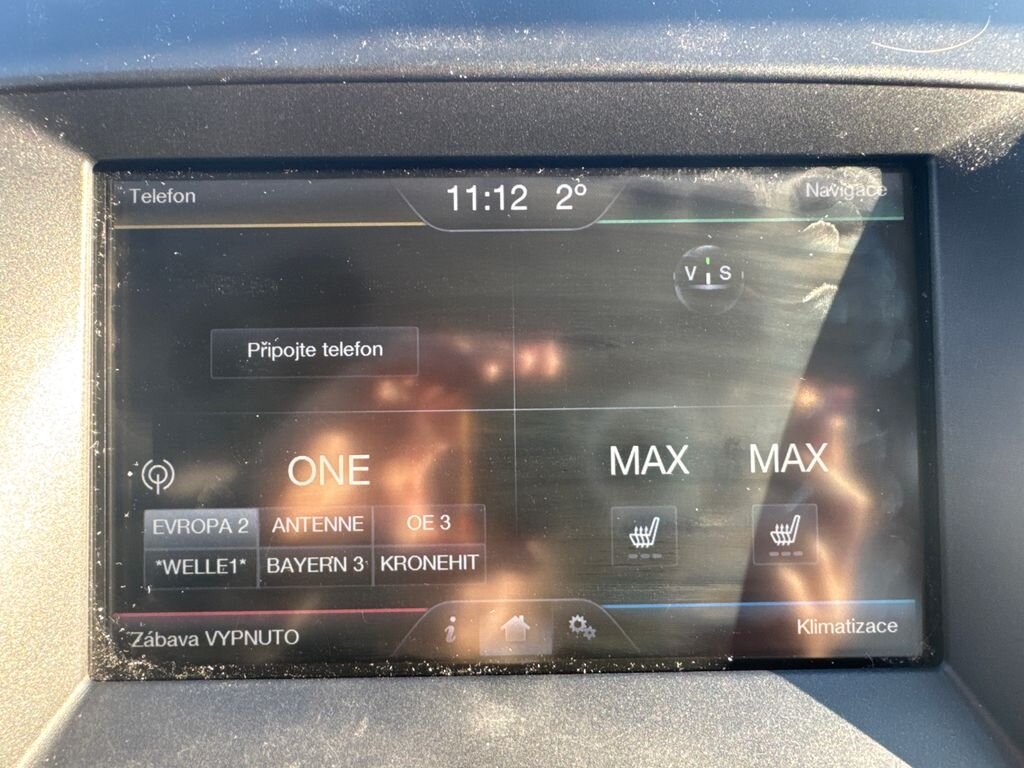 Telefon 11:12 2° Navigace
V S
Připojte telefon
ONE MAX MAX
EVROPA 2 ANTENNE OE 3
*WELLE1* BAYERN 3 KRONEHIT
Zábava VYPNUTO i Klimatizace